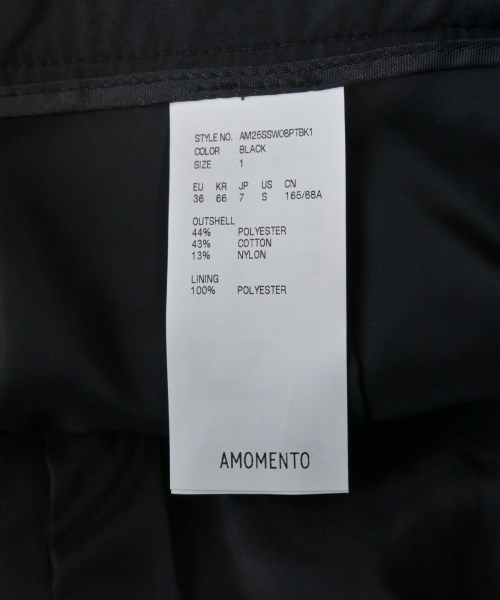 STYLE NO. AM25SSW08PTBK1
COLOR BLACK
SIZE 1
EU KR JP US CN
36 66 7 S 165/88A
OUTSHELL
44% POLYESTER
43% COTTON
13% NYLON
LINING
100% POLYESTER
AMOMENTO